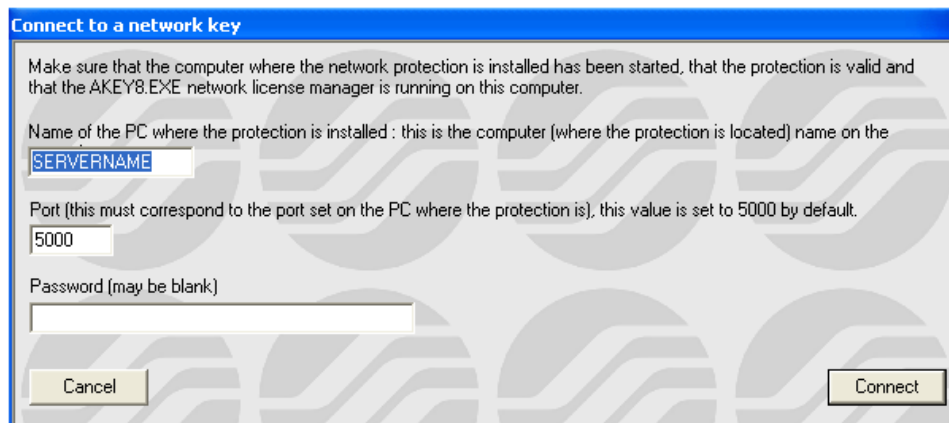 Connect to a network key
Make sure that the computer where the network protection is installed has been started, that the protection is valid and
that the AKEY8.EXE network license manager is running on this computer.
Name of the PC where the protection is installed : this is the computer (where the protection is located) name on the
SERVERNAME
Port (this must correspond to the port set on the PC where the protection is), this value is set to 5000 by default.
5000
Password (may be blank)
Cancel
Connect